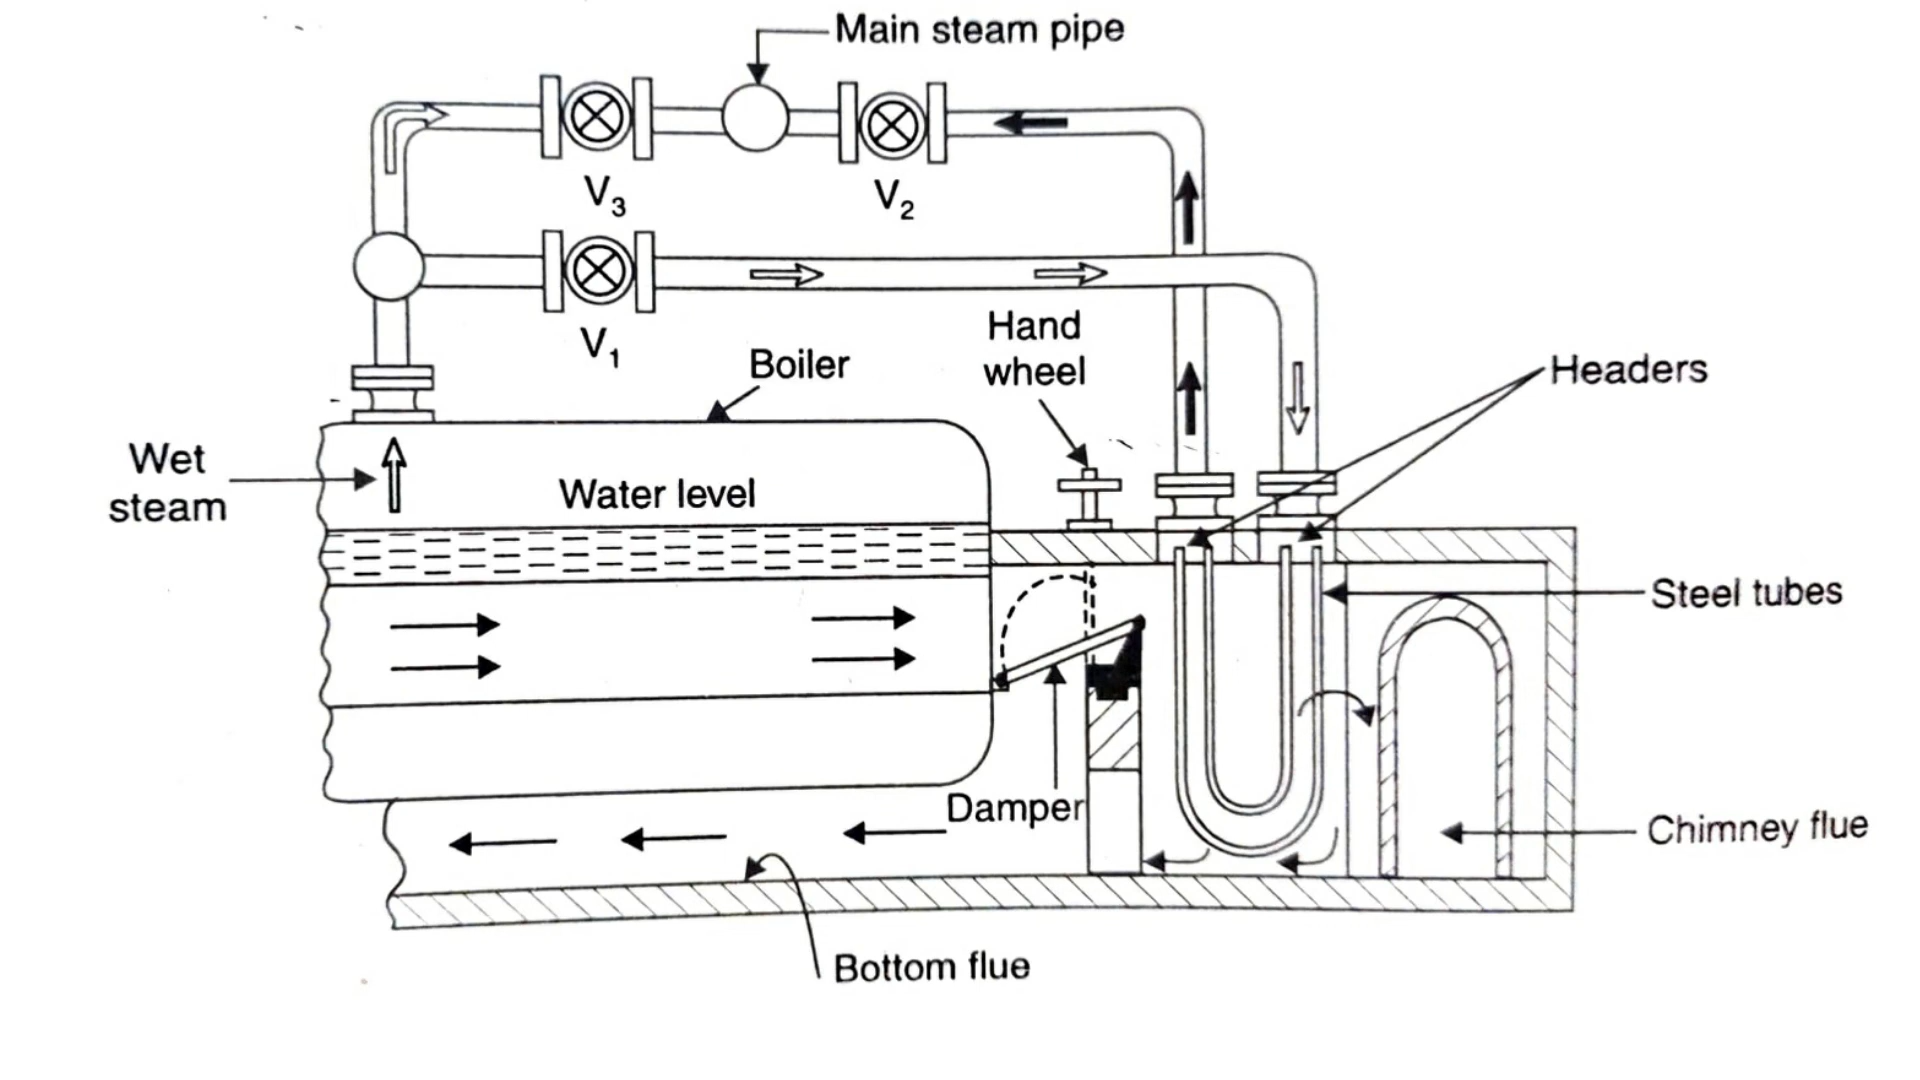 Main steam pipe
V3
V2
V1
Hand
wheel
Boiler
Headers
Wet
steam
Water level
Steel tubes
Damper
Chimney flue
Bottom flue